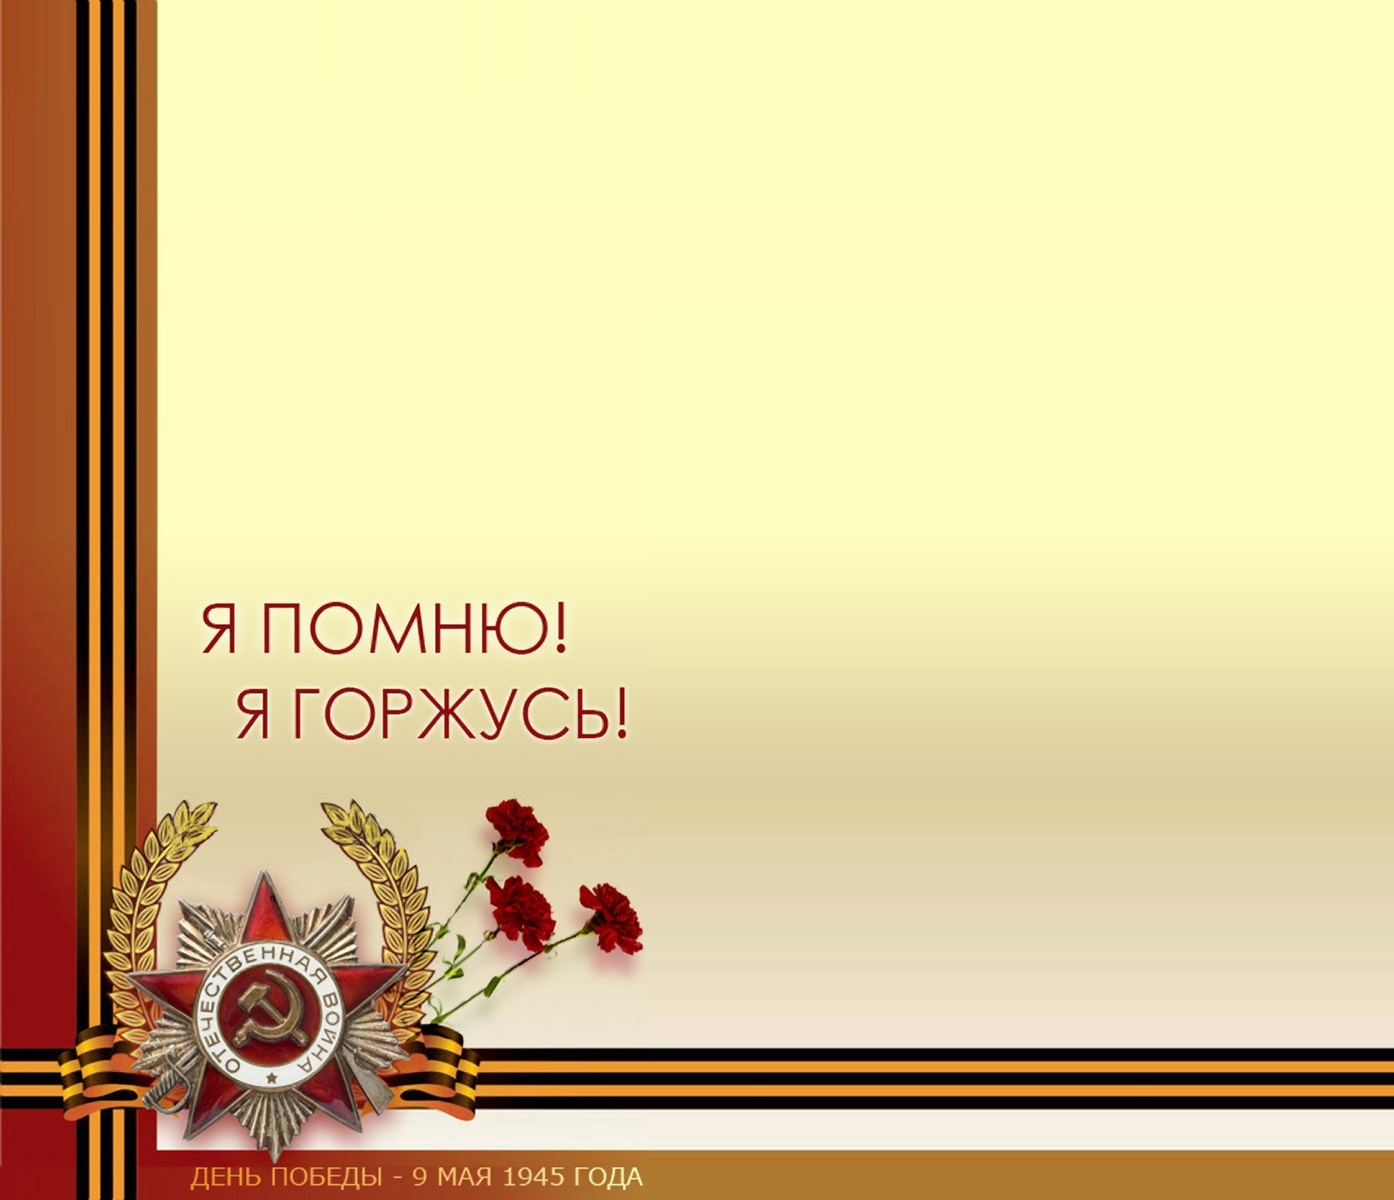 Я ПОМНЮ!
Я ГОРЖУСЬ!
ОТЕЧЕСТВЕННАЯ ВОЙНА
ДЕНЬ ПОБЕДЫ - 9 МАЯ 1945 ГОДА